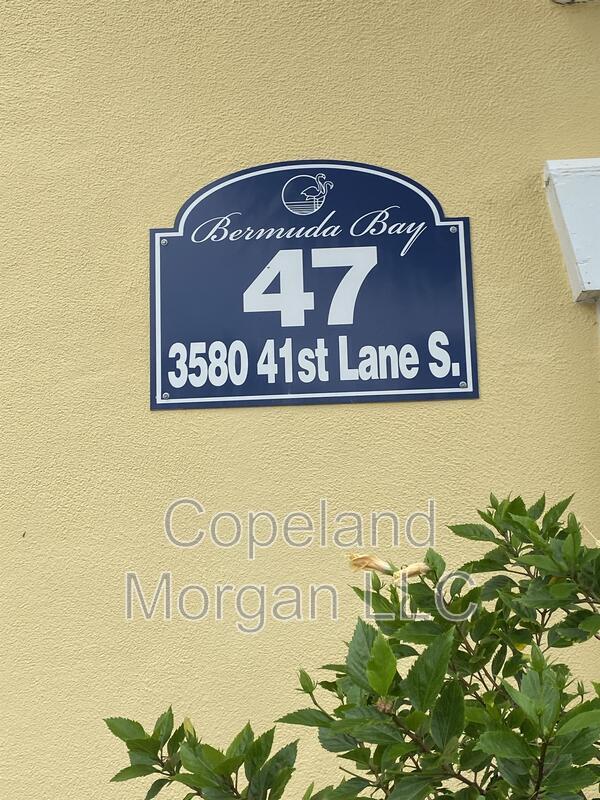 Bermuda Bay
47
3580 41st Lane S.
Copeland
Morgan LLC